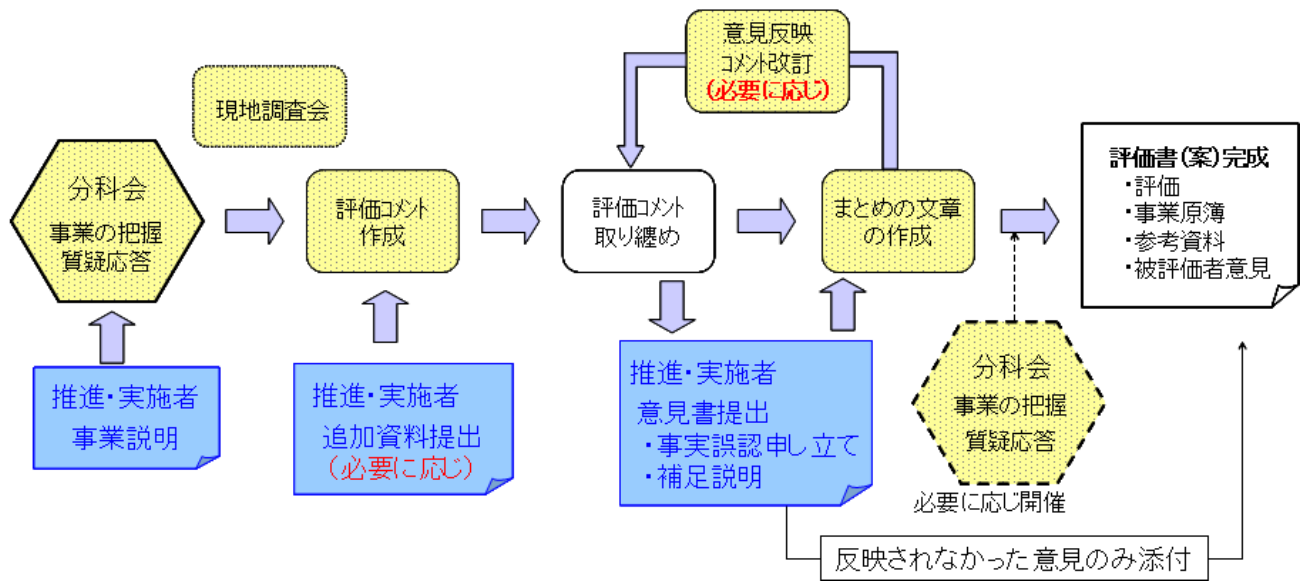 意見反映
コメント改訂
(必要に応じ)
現地調査会
分科会
事業の把握
質疑応答
評価コメント
作成
評価コメント
取り纏め
まとめの文章
の作成
評価書(案)完成
・評価
・事業原簿
・参考資料
・被評価者意見
推進・実施者
事業説明
推進・実施者
追加資料提出
(必要に応じ)
推進・実施者
意見書提出
・事実誤認申し立て
・補足説明
分科会
事業の把握
質疑応答
必要に応じ開催
反映されなかった意見のみ添付